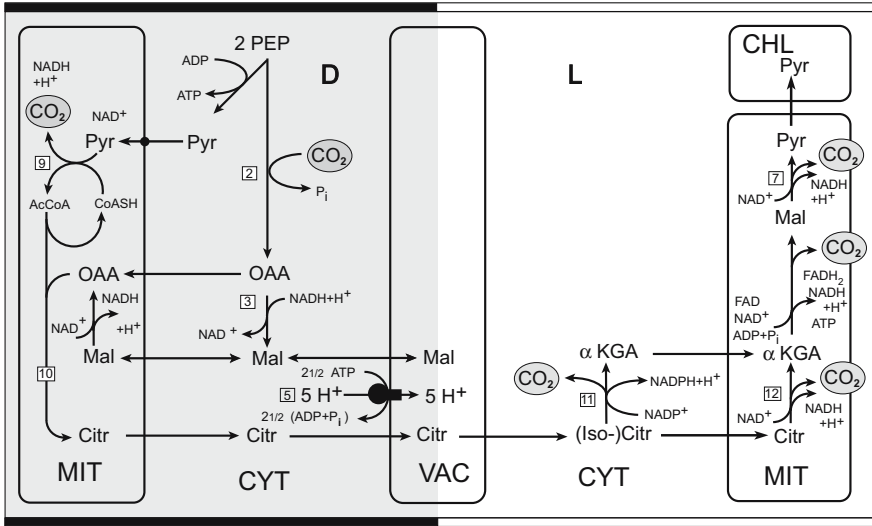 2 PEP
D
L
CHL
Pyr
ADP
ATP
NADH
+H⁺
CO₂
NAD⁺
Pyr
Pyr
9
2
CO₂
Pᵢ
AcCoA
CoASH
OAA
OAA
NADH
+H⁺
NAD⁺
3
NADH+H⁺
NAD⁺
Mal
Mal
Mal
10
21/2 ATP
5
5 H⁺
5 H⁺
21/2 (ADP+Pᵢ)
Citr
Citr
Citr
MIT
CYT
VAC
α KGA
CO₂
NADPH+H⁺
11
NADP⁺
(Iso-)Citr
CYT
Pyr
7
CO₂
NAD⁺
NADH
+H⁺
Mal
CO₂
FAD
NAD⁺
ADP+Pᵢ
FADH₂
NADH
+H⁺
ATP
α KGA
12
CO₂
NAD⁺
NADH
+H⁺
Citr
MIT